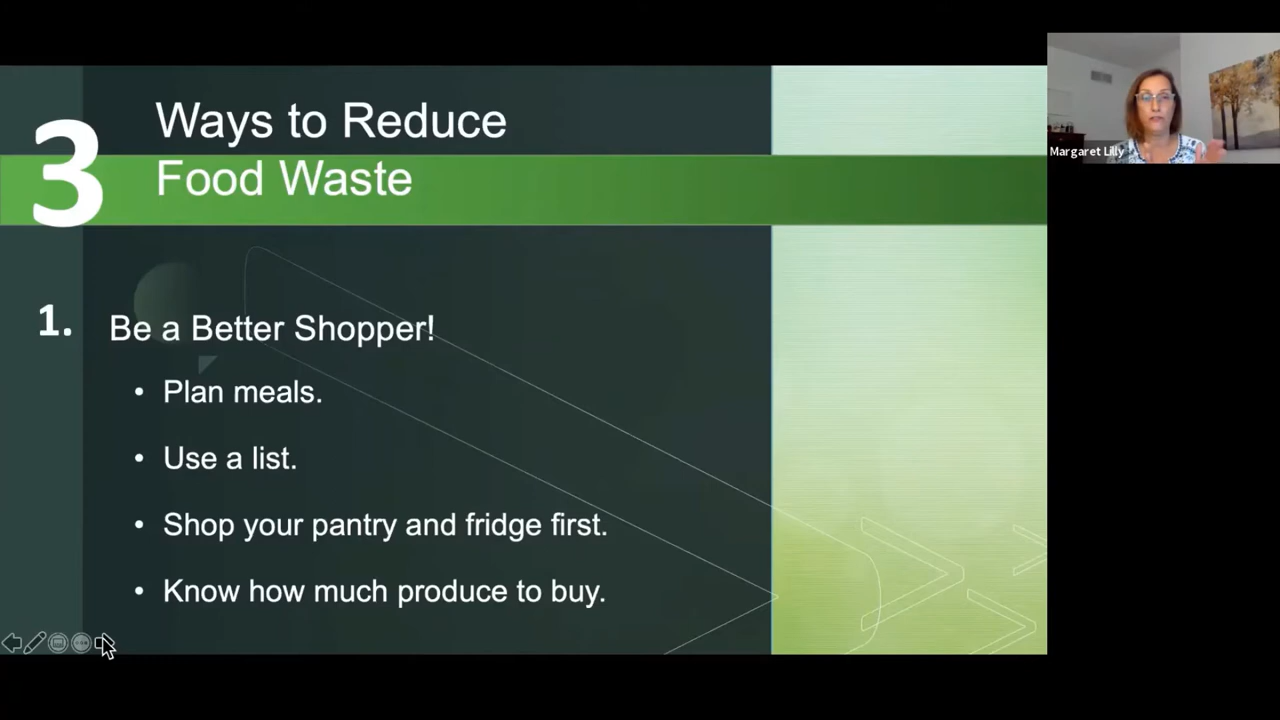 3
Ways to Reduce
Food Waste
1. Be a Better Shopper!
• Plan meals.
• Use a list.
• Shop your pantry and fridge first.
• Know how much produce to buy.
Margaret Lilly